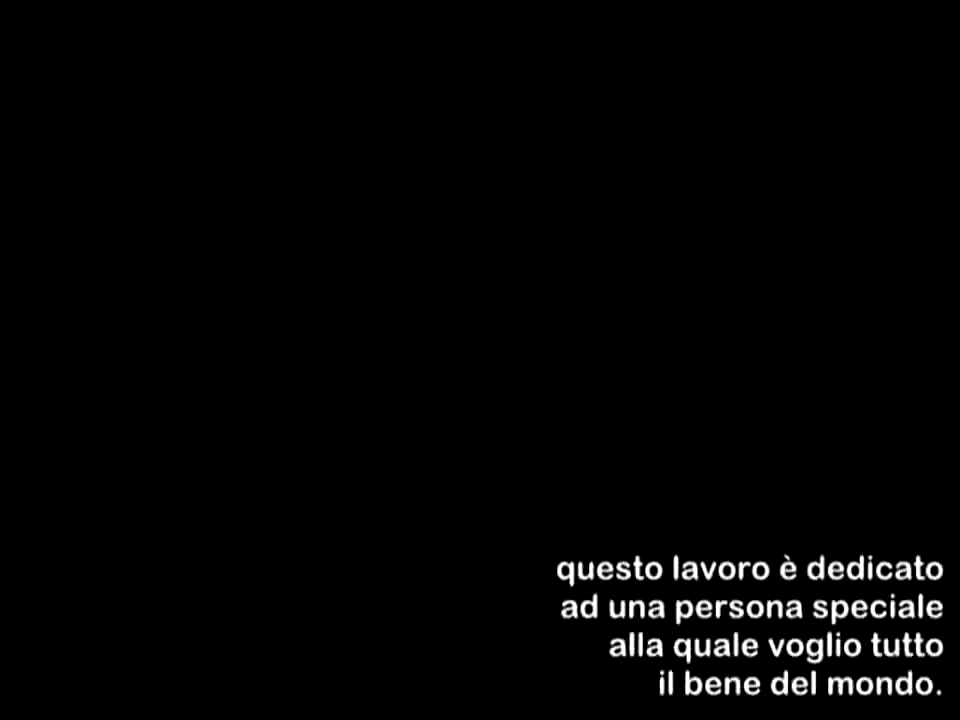 questo lavoro è dedicato
ad una persona speciale
alla quale voglio tutto
il bene del mondo.